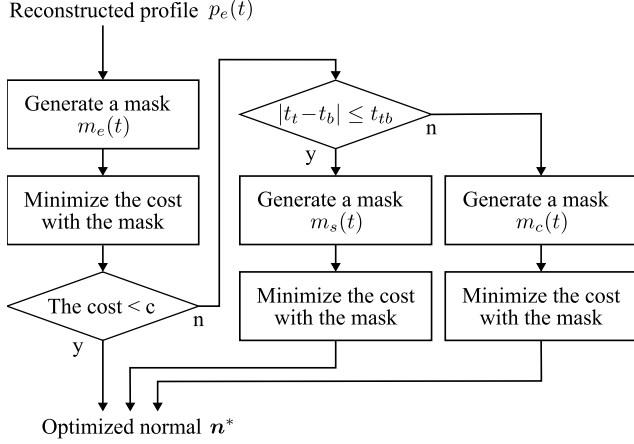 Reconstructed profile p_e(t)
Generate a mask
m_e(t)
Minimize the cost
with the mask
The cost < c
n
y
|t_t − t_b| ≤ t_{tb}
n
y
Generate a mask
m_s(t)
Minimize the cost
with the mask
Generate a mask
m_c(t)
Minimize the cost
with the mask
Optimized normal n*